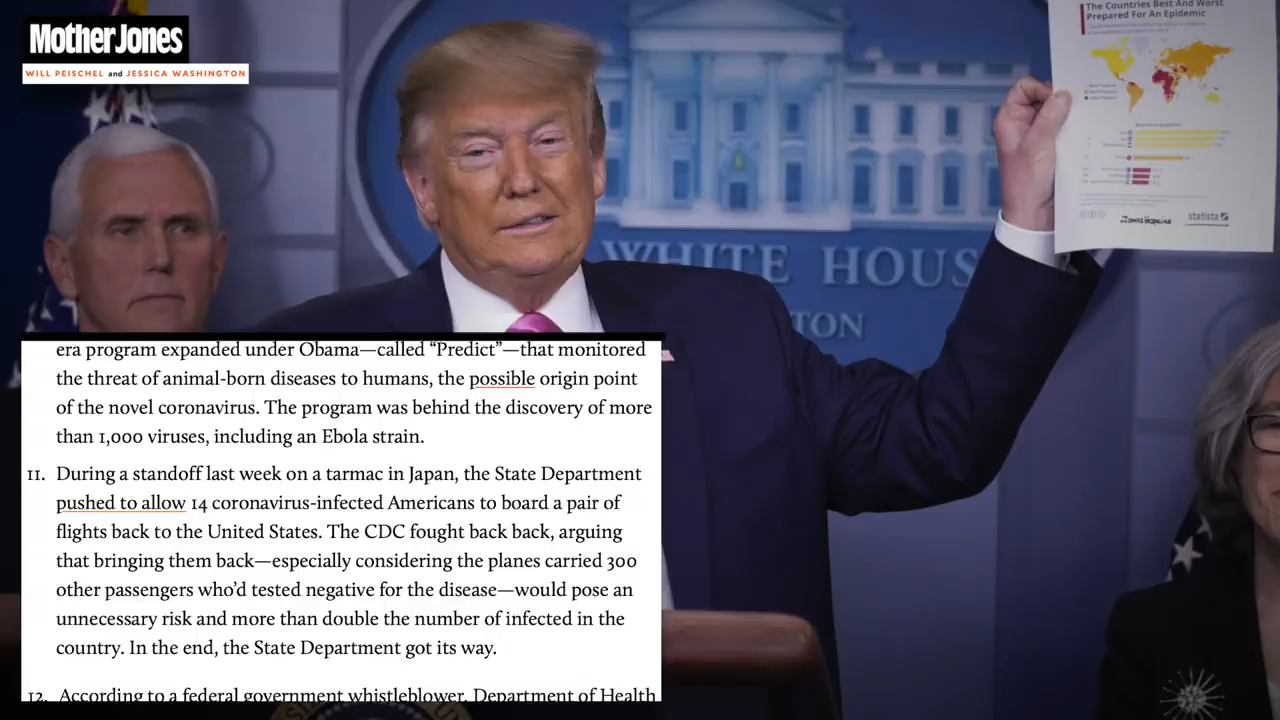 Mother Jones
WILL PEISCHEL and JESSICA WASHINGTON
The Countries Best And Worst
Prepared For An Epidemic
statista
WHITE HOUS
TON
era program expanded under Obama—called “Predict”—that monitored
the threat of animal-born diseases to humans, the possible origin point
of the novel coronavirus. The program was behind the discovery of more
than 1,000 viruses, including an Ebola strain.
11. During a standoff last week on a tarmac in Japan, the State Department
pushed to allow 14 coronavirus-infected Americans to board a pair of
flights back to the United States. The CDC fought back back, arguing
that bringing them back—especially considering the planes carried 300
other passengers who’d tested negative for the disease—would pose an
unnecessary risk and more than double the number of infected in the
country. In the end, the State Department got its way.
12. According to a federal government whistleblower, Department of Health